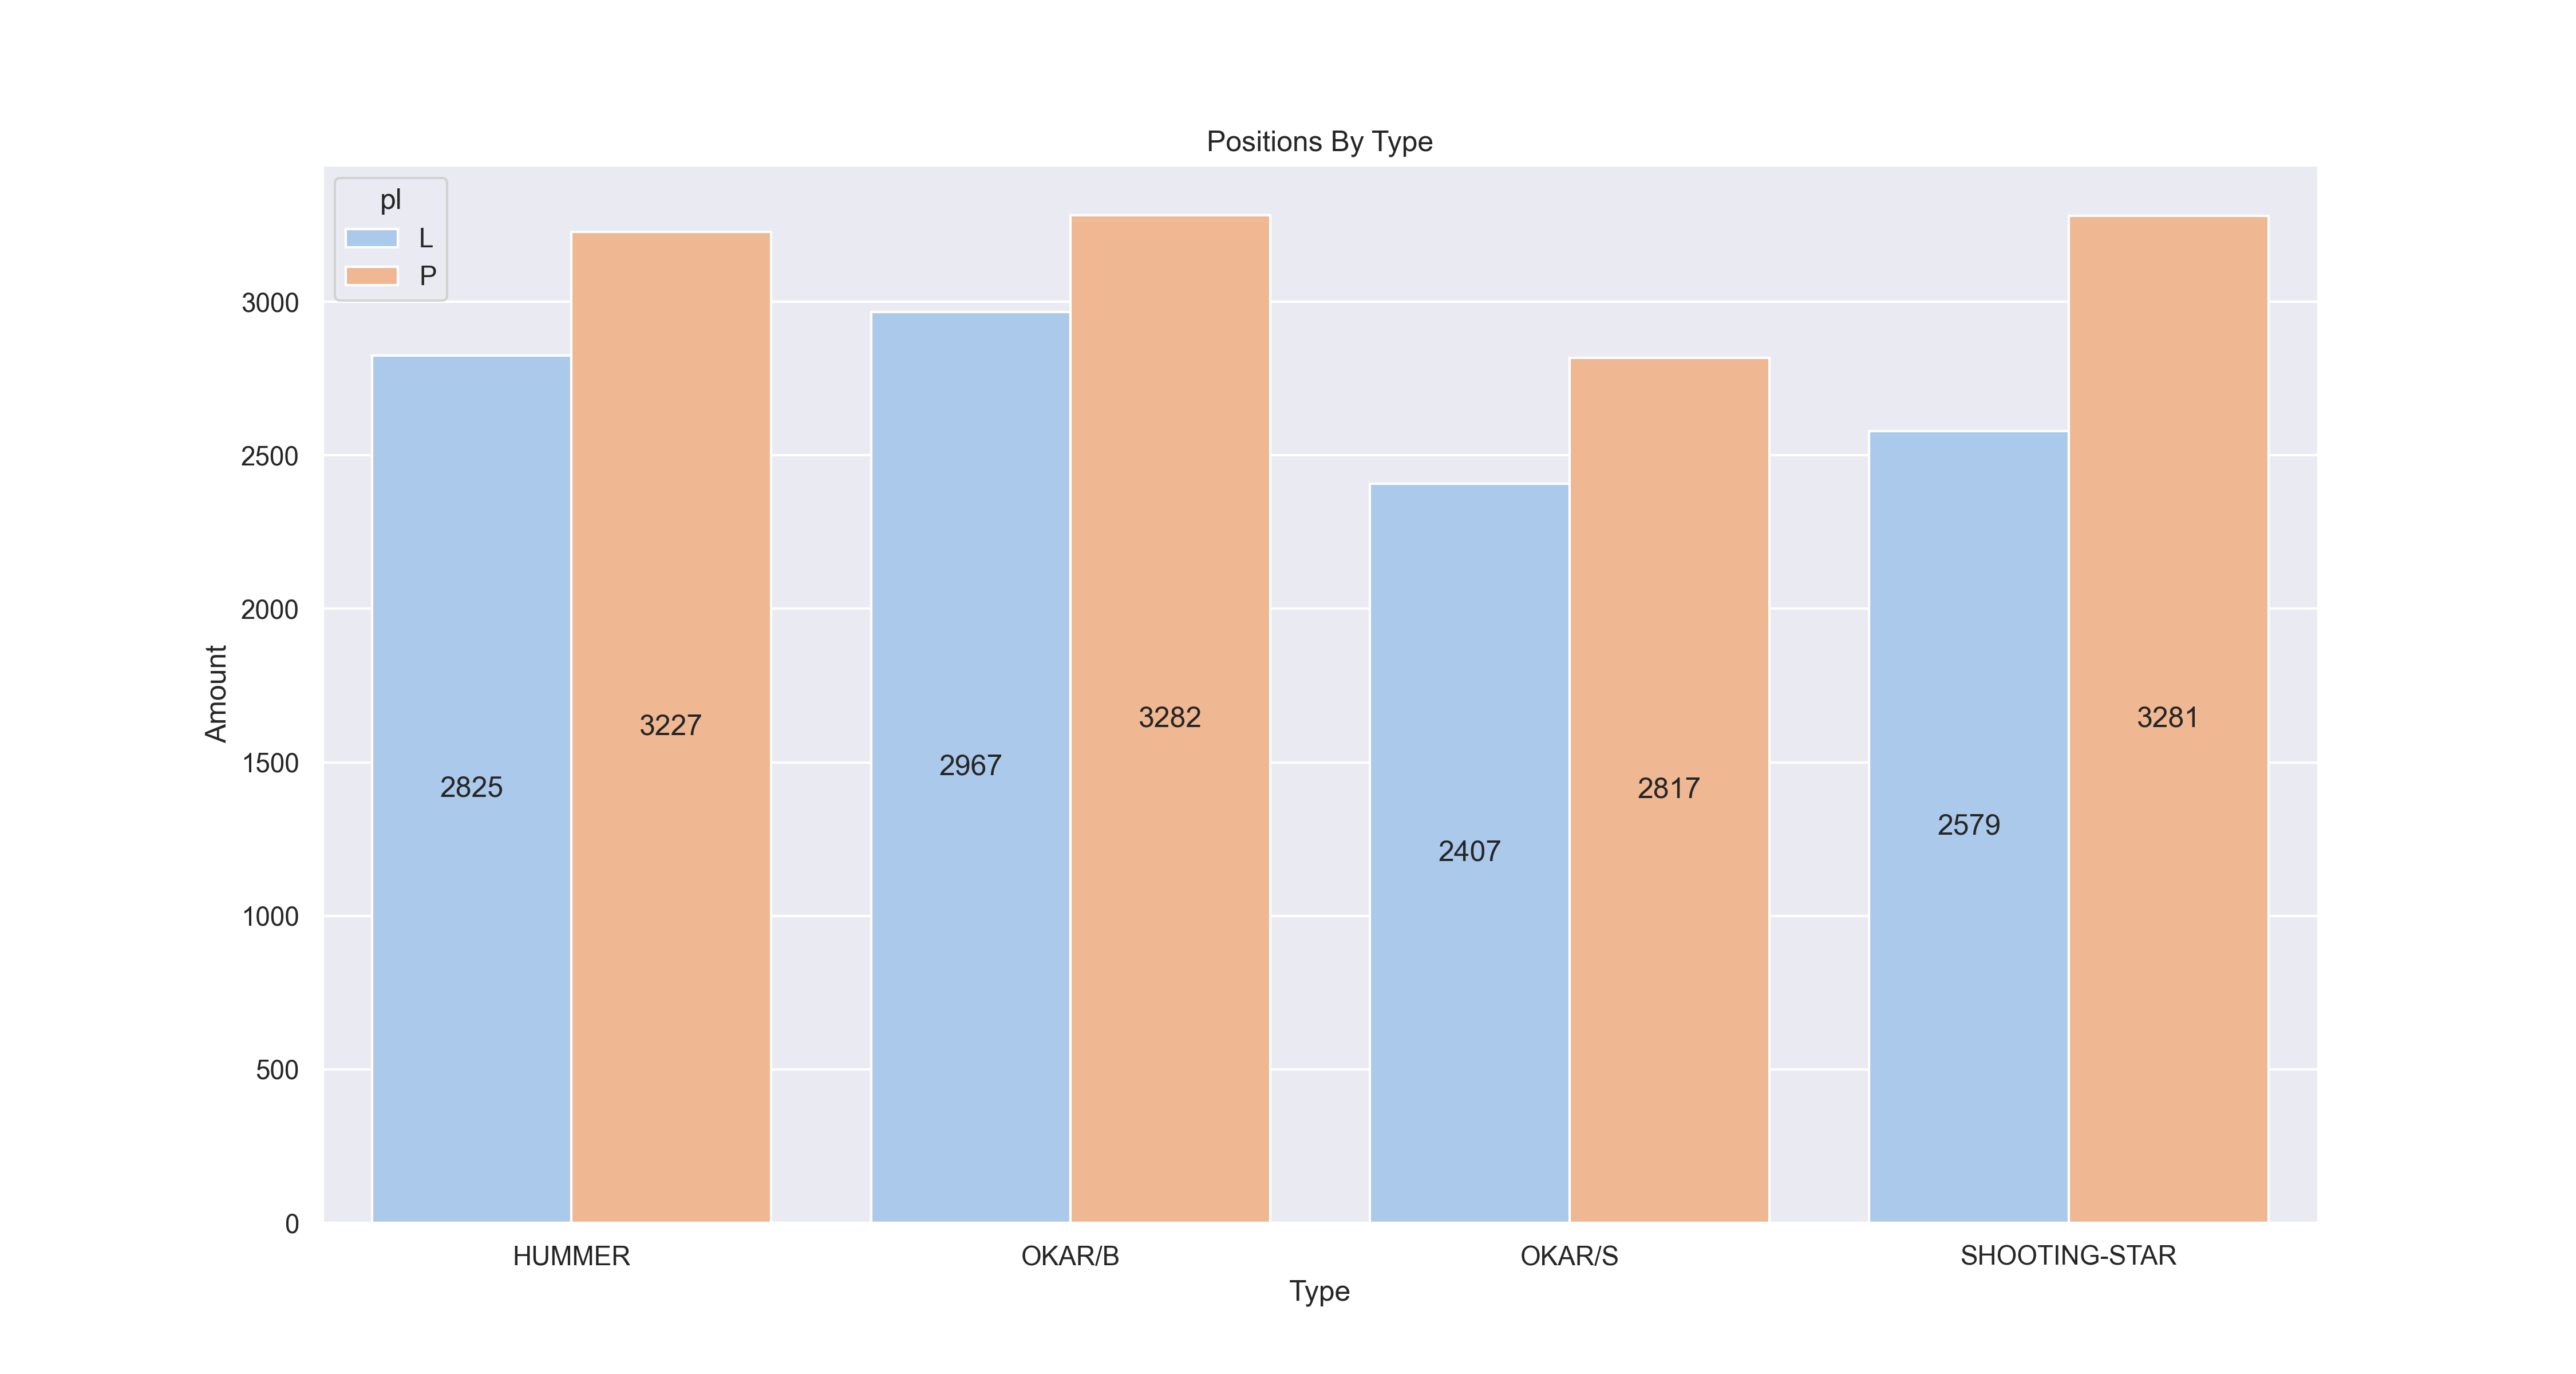 Positions By Type
pl
L
P
3000
2500
2000
1500
1000
500
0
Amount
2825
3227
2967
3282
2407
2817
2579
3281
HUMMER
OKAR/B
OKAR/S
SHOOTING-STAR
Type